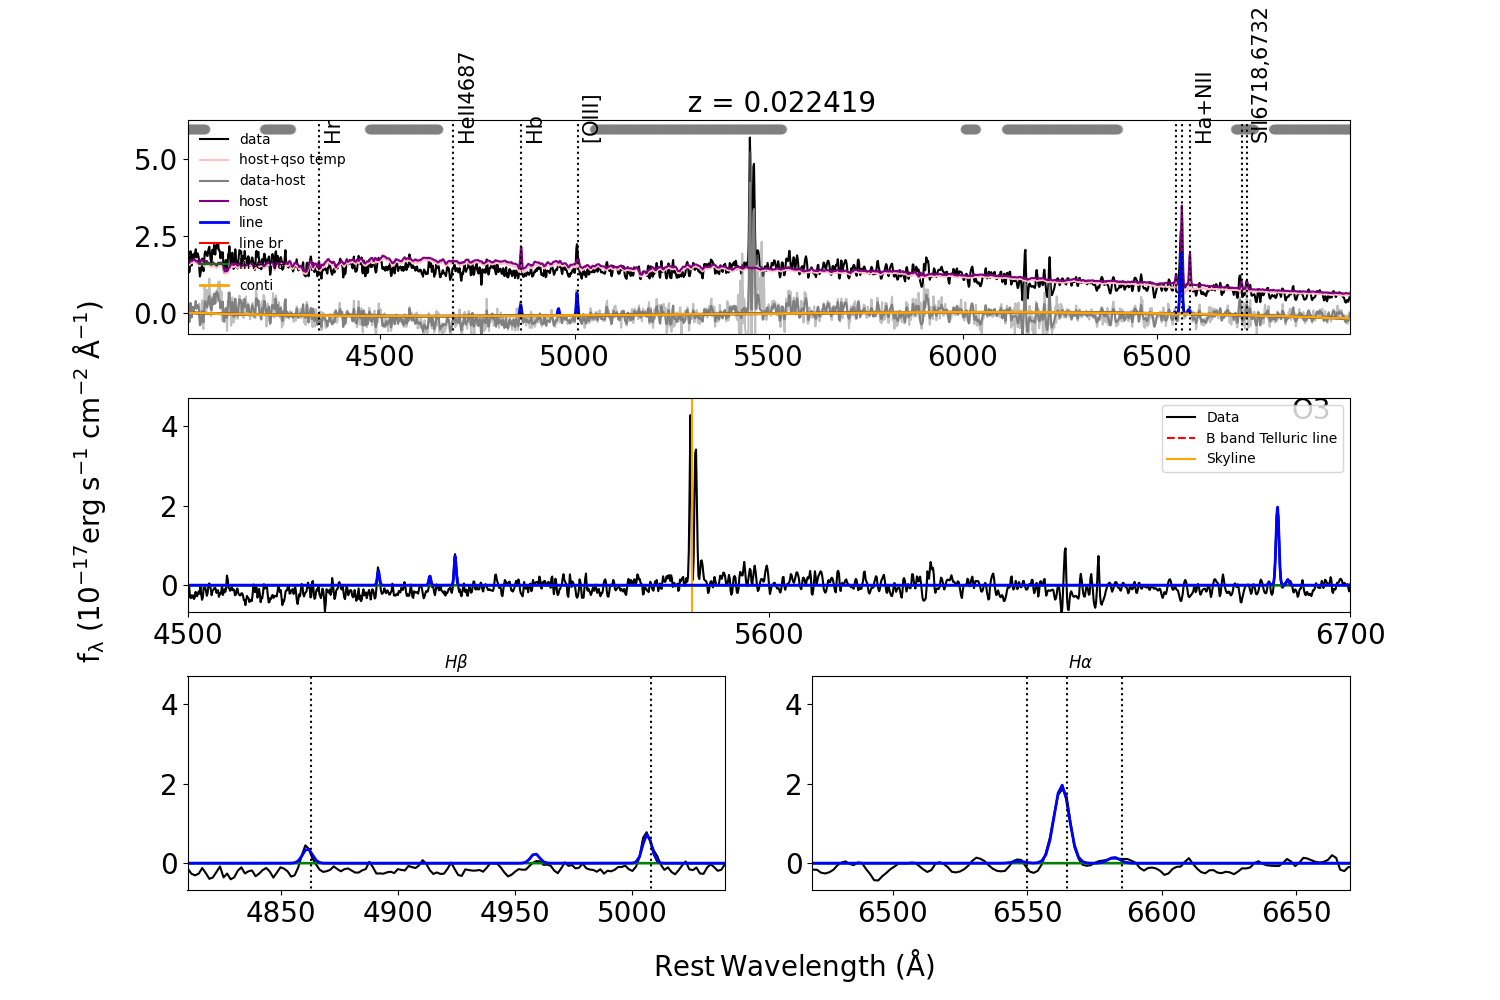 z = 0.022419
Hr
HeII4687
Hb
[OIII]
Ha+NII
SII6718,6732
data
host+qso temp
data-host
host
line
line br
conti
5.0
2.5
0.0
4500 5000 5500 6000 6500
O3
Data
B band Telluric line
Skyline
4
2
0
4500 5600 6700
fλ (10⁻¹⁷erg s⁻¹ cm⁻² Å⁻¹)
Hβ
4
2
0
4850 4900 4950 5000
Hα
4
2
0
6500 6550 6600 6650
Rest Wavelength (Å)